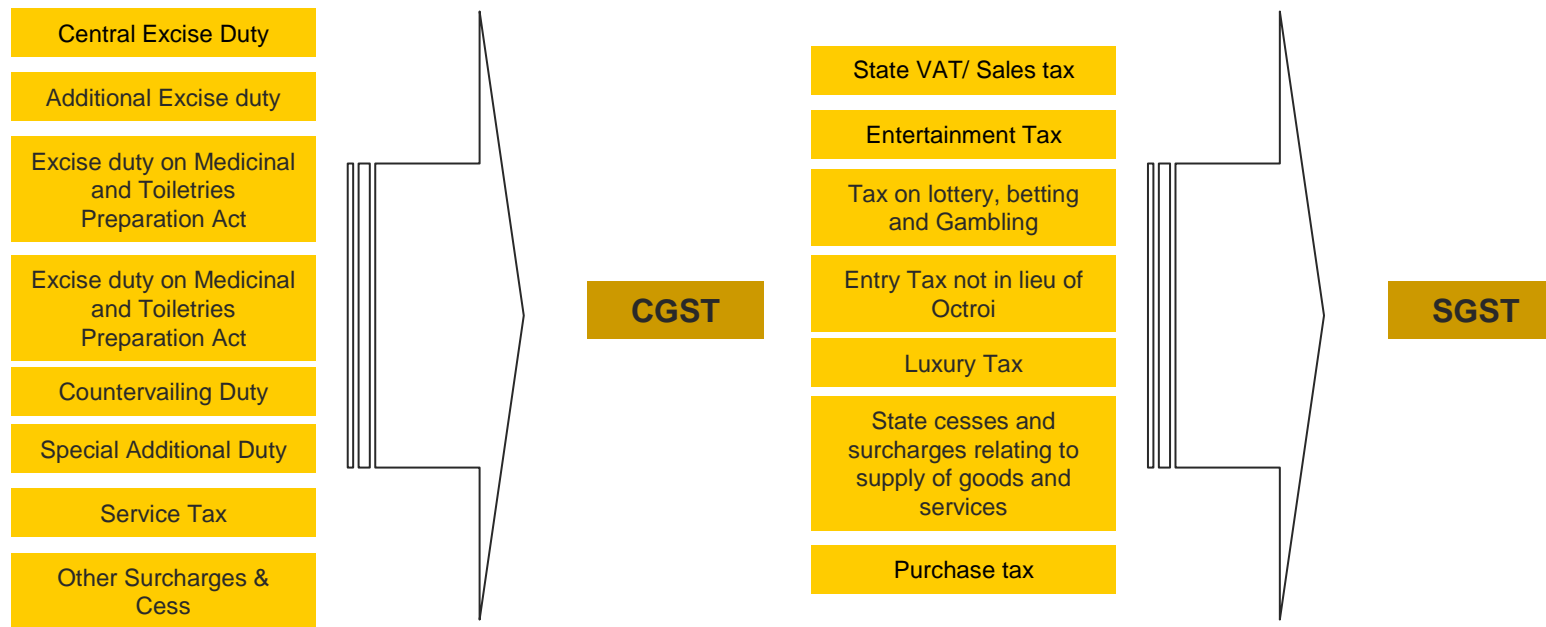 Central Excise Duty
Additional Excise duty
Excise duty on Medicinal
and Toiletries
Preparation Act
Excise duty on Medicinal
and Toiletries
Preparation Act
Countervailing Duty
Special Additional Duty
Service Tax
Other Surcharges &
Cess
CGST
State VAT/ Sales tax
Entertainment Tax
Tax on lottery, betting
and Gambling
Entry Tax not in lieu of
Octroi
Luxury Tax
State cesses and
surcharges relating to
supply of goods and
services
Purchase tax
SGST